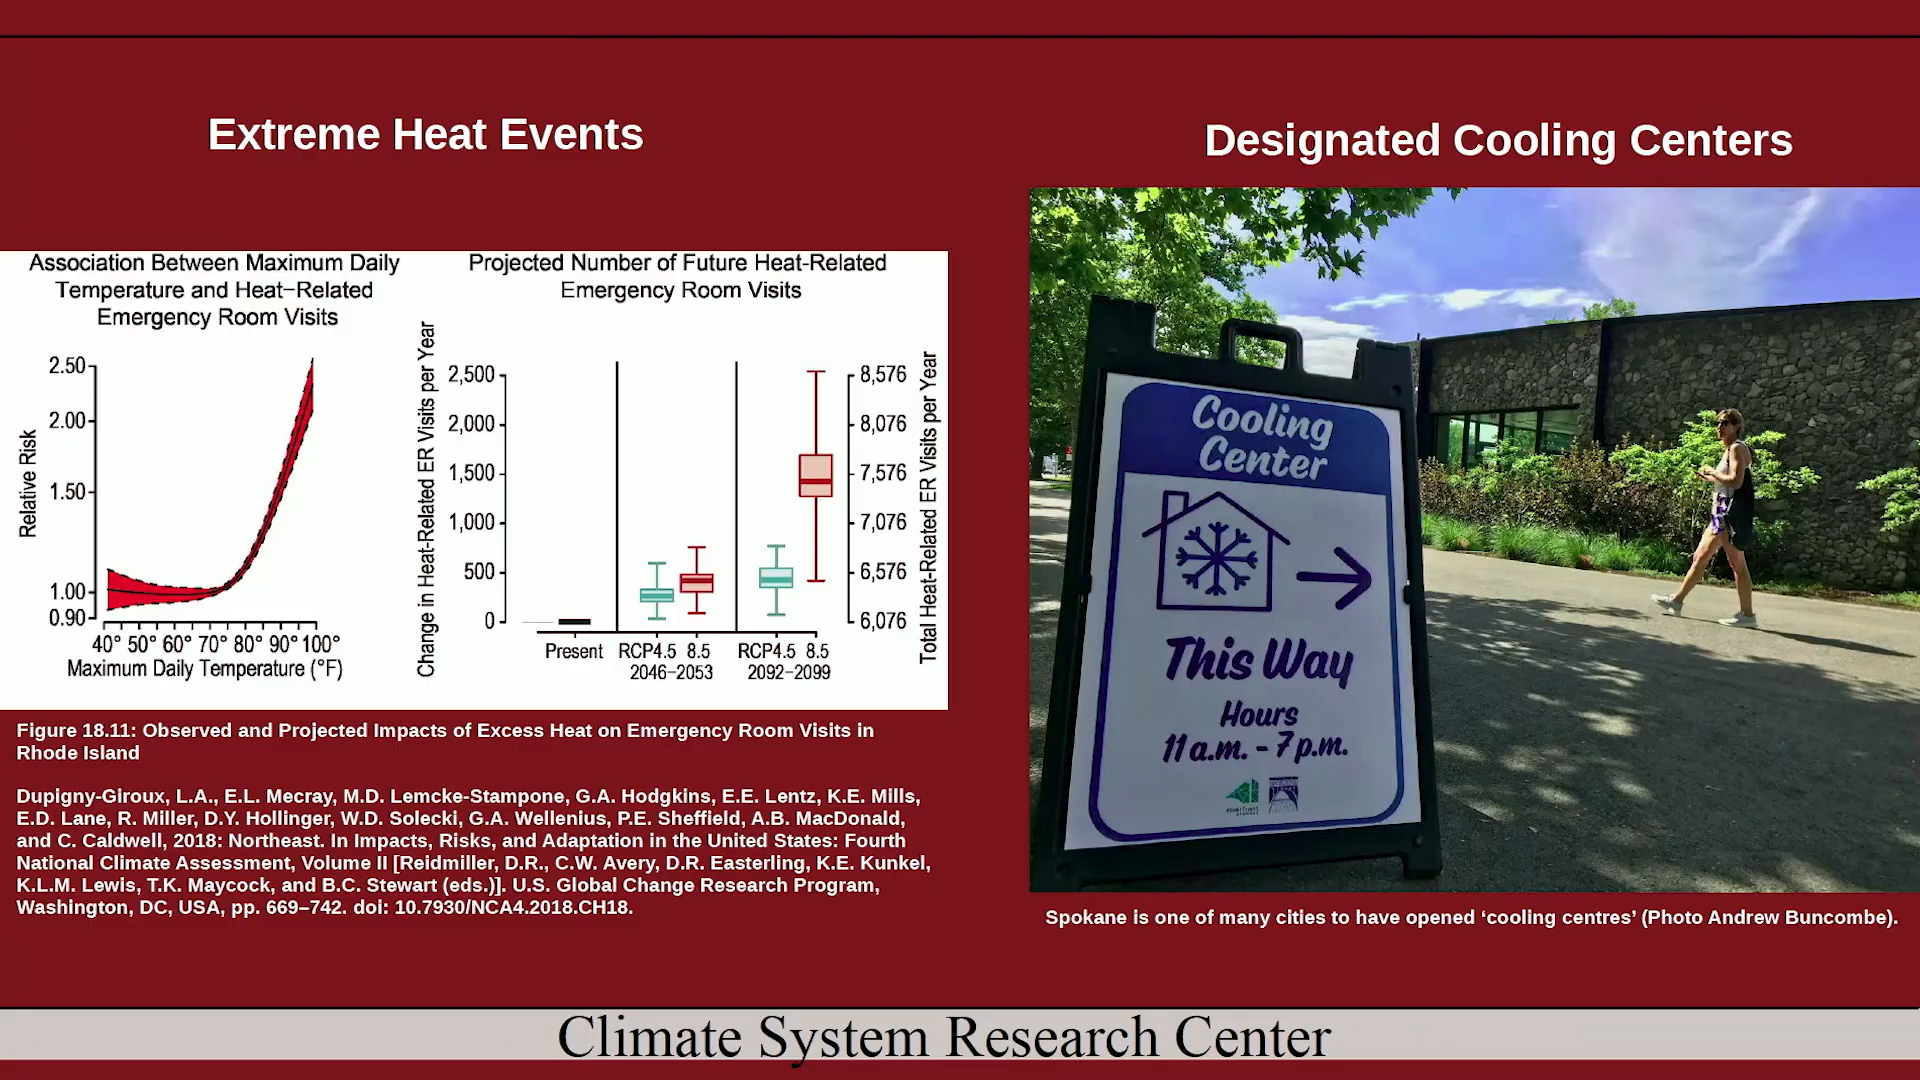 Extreme Heat Events
Association Between Maximum Daily
Temperature and Heat-Related
Emergency Room Visits
Relative Risk
2.50
2.00
1.50
1.00
0.90
40° 50° 60° 70° 80° 90° 100°
Maximum Daily Temperature (°F)
Projected Number of Future Heat-Related
Emergency Room Visits
Change in Heat-Related ER Visits per Year
2,500
2,000
1,500
1,000
500
0
Present
RCP4.5 8.5
2046-2053
RCP4.5 8.5
2092-2099
8,576
8,076
7,576
7,076
6,576
6,076
Total Heat-Related ER Visits per Year
Figure 18.11: Observed and Projected Impacts of Excess Heat on Emergency Room Visits in
Rhode Island
Dupigny-Giroux, L.A., E.L. Mecray, M.D. Lemcke-Stampone, G.A. Hodgkins, E.E. Lentz, K.E. Mills,
E.D. Lane, R. Miller, D.Y. Hollinger, W.D. Solecki, G.A. Wellenius, P.E. Sheffield, A.B. MacDonald,
and C. Caldwell, 2018: Northeast. In Impacts, Risks, and Adaptation in the United States: Fourth
National Climate Assessment, Volume II [Reidmiller, D.R., C.W. Avery, D.R. Easterling, K.E. Kunkel,
K.L.M. Lewis, T.K. Maycock, and B.C. Stewart (eds.)]. U.S. Global Change Research Program,
Washington, DC, USA, pp. 669–742. doi: 10.7930/NCA4.2018.CH18.
Designated Cooling Centers
Cooling
Center
This Way
Hours
11 a.m. - 7 p.m.
Spokane is one of many cities to have opened ‘cooling centres’ (Photo Andrew Buncombe).
Climate System Research Center